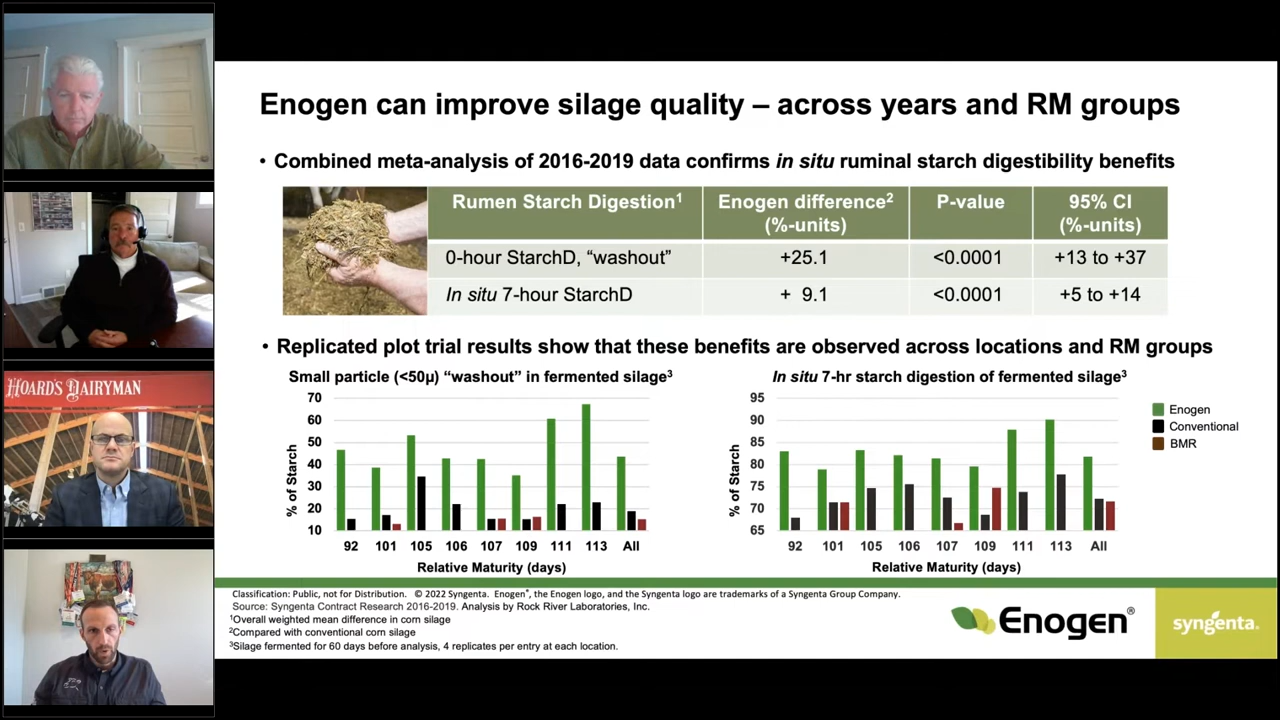 HOARD'S DAIRYMAN
Enogen can improve silage quality – across years and RM groups
• Combined meta-analysis of 2016-2019 data confirms in situ ruminal starch digestibility benefits
Rumen Starch Digestion¹ Enogen difference² (%-units) P-value 95% CI (%-units)
0-hour StarchD, “washout” +25.1 <0.0001 +13 to +37
In situ 7-hour StarchD + 9.1 <0.0001 +5 to +14
• Replicated plot trial results show that these benefits are observed across locations and RM groups
Small particle (<50µ) “washout” in fermented silage³
70
60
50
40
30
20
10
% of Starch
92 101 105 106 107 109 111 113 All
Relative Maturity (days)
In situ 7-hr starch digestion of fermented silage³
95
90
85
80
75
70
65
% of Starch
92 101 105 106 107 109 111 113 All
Relative Maturity (days)
Enogen
Conventional
BMR
Classification: Public, not for Distribution. © 2022 Syngenta. Enogen®, the Enogen logo, and the Syngenta logo are trademarks of a Syngenta Group Company.
Source: Syngenta Contract Research 2016-2019. Analysis by Rock River Laboratories, Inc.
¹Overall weighted mean difference in corn silage
²Compared with conventional corn silage
³Silage fermented for 60 days before analysis, 4 replicates per entry at each location.
Enogen®
syngenta.